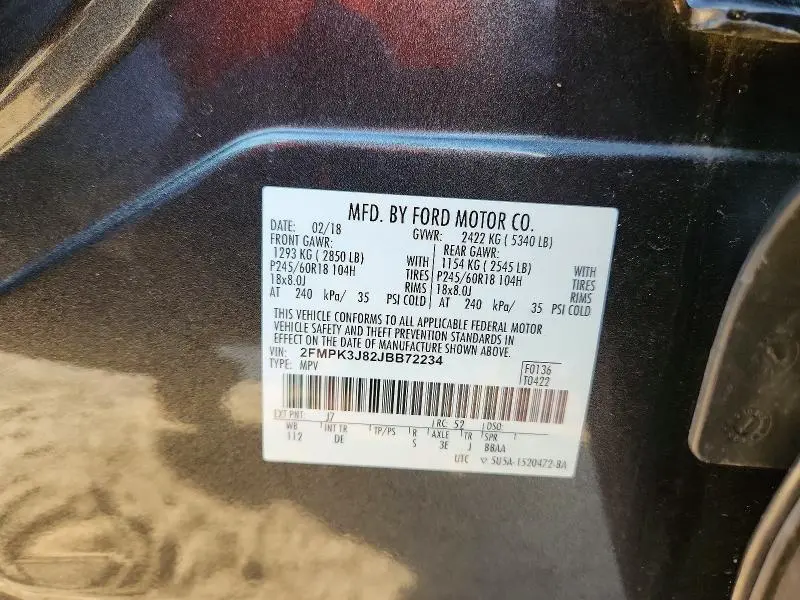 MFD. BY FORD MOTOR CO.
DATE: 02/18 GVWR: 2422 KG ( 5340 LB)
FRONT GAWR: REAR GAWR:
1293 KG ( 2850 LB) WITH 1154 KG ( 2545 LB) WITH
P245/60R18 104H TIRES P245/60R18 104H TIRES
18x8.0J RIMS 18x8.0J RIMS
AT 240 kPa/ 35 PSI COLD AT 240 kPa/ 35 PSI COLD
THIS VEHICLE CONFORMS TO ALL APPLICABLE FEDERAL MOTOR
VEHICLE SAFETY AND THEFT PREVENTION STANDARDS IN
EFFECT ON THE DATE OF MANUFACTURE SHOWN ABOVE.
VIN: 2FMPK3J82JBB72234
TYPE: MPV
F0136
T0422
EXT PNT: J7 RC: 52 DSO:
WB INT TR TP/PS R AXLE TR SPR
112 DE S 3E J BBAA
UTC 5U5A-1520472-BA